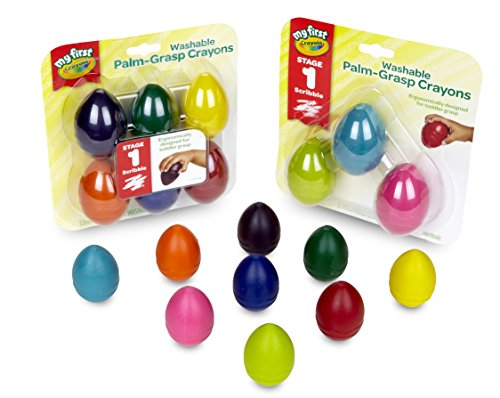 my first
Crayola
Washable
Palm-Grasp Crayons
STAGE
1
Scribble
Ergonomically
designed for
toddler grasp
my first
Crayola
STAGE
1
Scribble
Washable
Palm-Grasp Crayons
Ergonomically designed
for toddler grasp